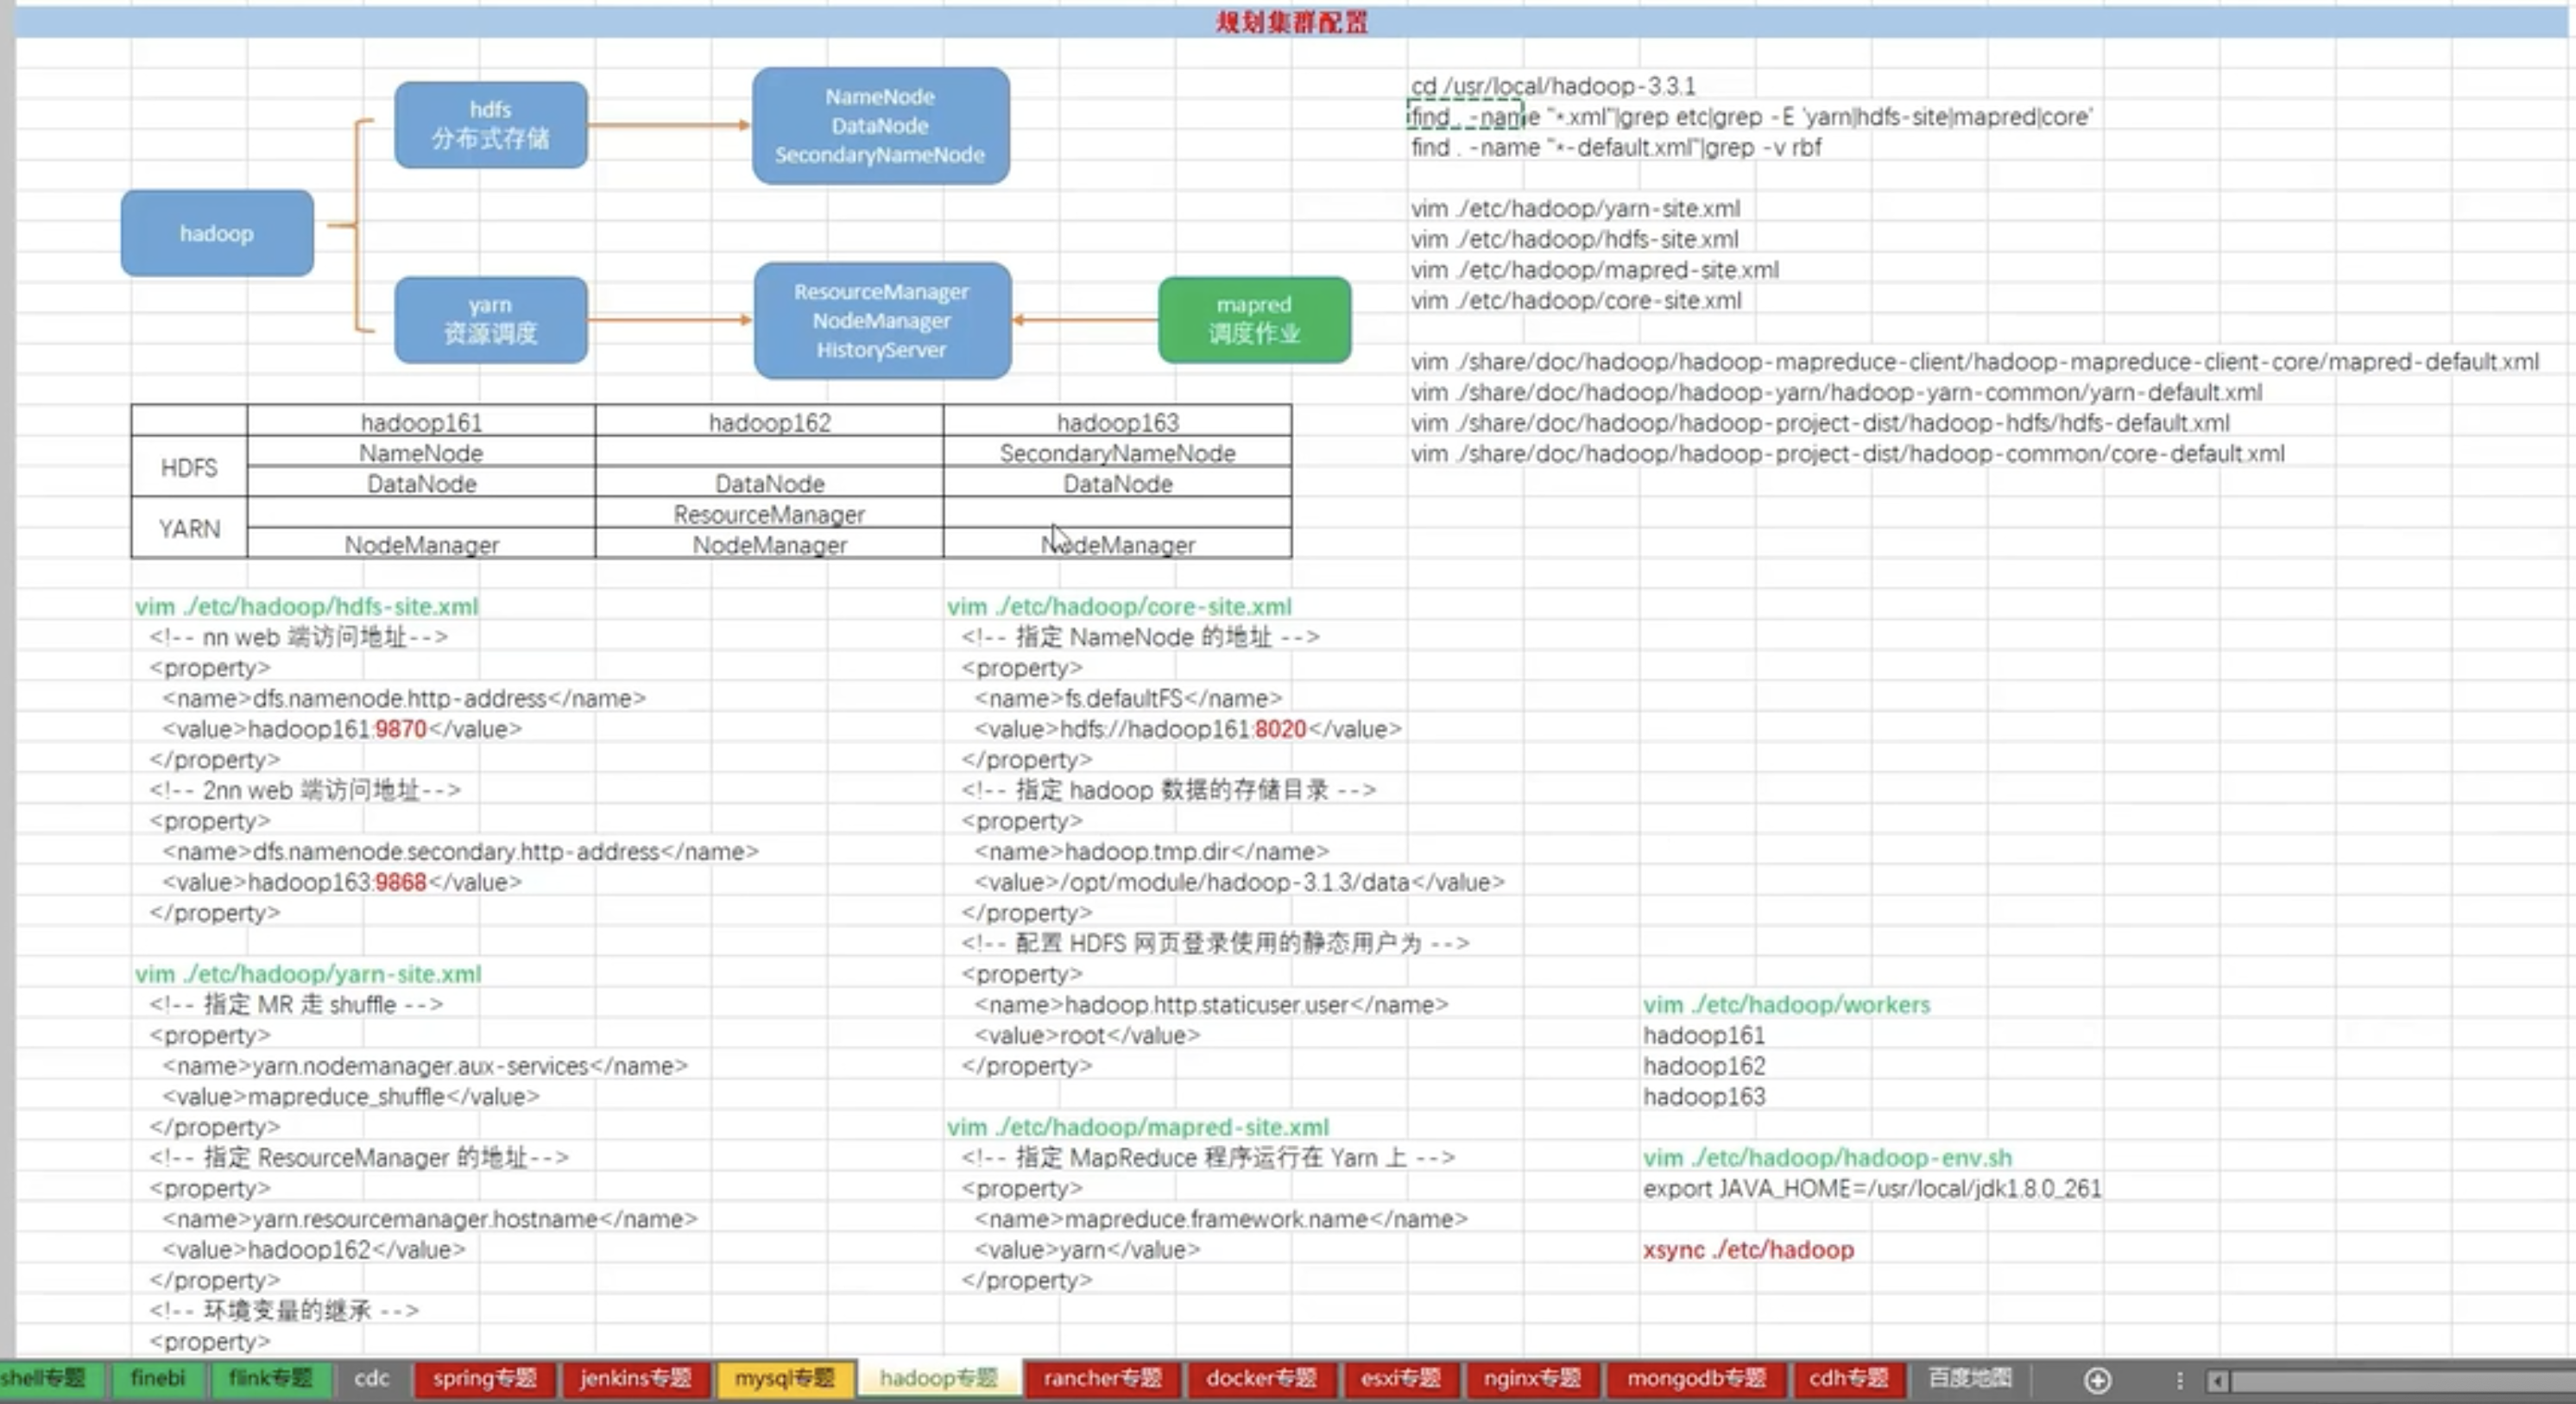 规划集群配置
hadoop
hdfs
分布式存储
NameNode
DataNode
SecondaryNameNode
yarn
资源调度
ResourceManager
NodeManager
HistoryServer
mapred
调度作业
cd /usr/local/hadoop-3.3.1
find . -name "*.xml"|grep etc|grep -E 'yarn|hdfs-site|mapred|core'
find . -name "*-default.xml"|grep -v rbf
vim ./etc/hadoop/yarn-site.xml
vim ./etc/hadoop/hdfs-site.xml
vim ./etc/hadoop/mapred-site.xml
vim ./etc/hadoop/core-site.xml
vim ./share/doc/hadoop/hadoop-mapreduce-client/hadoop-mapreduce-client-core/mapred-default.xml
vim ./share/doc/hadoop/hadoop-yarn/hadoop-yarn-common/yarn-default.xml
vim ./share/doc/hadoop/hadoop-project-dist/hadoop-hdfs/hdfs-default.xml
vim ./share/doc/hadoop/hadoop-project-dist/hadoop-common/core-default.xml
hadoop161 hadoop162 hadoop163
HDFS
NameNode SecondaryNameNode
DataNode DataNode DataNode
YARN
ResourceManager
NodeManager NodeManager NodeManager
vim ./etc/hadoop/hdfs-site.xml
<!-- nn web 端访问地址-->
<property>
<name>dfs.namenode.http-address</name>
<value>hadoop161:9870</value>
</property>
<!-- 2nn web 端访问地址-->
<property>
<name>dfs.namenode.secondary.http-address</name>
<value>hadoop163:9868</value>
</property>
vim ./etc/hadoop/yarn-site.xml
<!-- 指定 MR 走 shuffle -->
<property>
<name>yarn.nodemanager.aux-services</name>
<value>mapreduce_shuffle</value>
</property>
<!-- 指定 ResourceManager 的地址-->
<property>
<name>yarn.resourcemanager.hostname</name>
<value>hadoop162</value>
</property>
<!-- 环境变量的继承 -->
<property>
vim ./etc/hadoop/core-site.xml
<!-- 指定 NameNode 的地址 -->
<property>
<name>fs.defaultFS</name>
<value>hdfs://hadoop161:8020</value>
</property>
<!-- 指定 hadoop 数据的存储目录 -->
<property>
<name>hadoop.tmp.dir</name>
<value>/opt/module/hadoop-3.1.3/data</value>
</property>
<!-- 配置 HDFS 网页登录使用的静态用户为 -->
<property>
<name>hadoop.http.staticuser.user</name>
<value>root</value>
</property>
vim ./etc/hadoop/mapred-site.xml
<!-- 指定 MapReduce 程序运行在 Yarn 上 -->
<property>
<name>mapreduce.framework.name</name>
<value>yarn</value>
</property>
vim ./etc/hadoop/workers
hadoop161
hadoop162
hadoop163
vim ./etc/hadoop/hadoop-env.sh
export JAVA_HOME=/usr/local/jdk1.8.0_261
xsync ./etc/hadoop
shell专题 finebi flink专题 cdc spring专题 jenkins专题 mysql专题 hadoop专题 rancher专题 docker专题 esxi专题 nginx专题 mongodb专题 cdh专题 百度地图